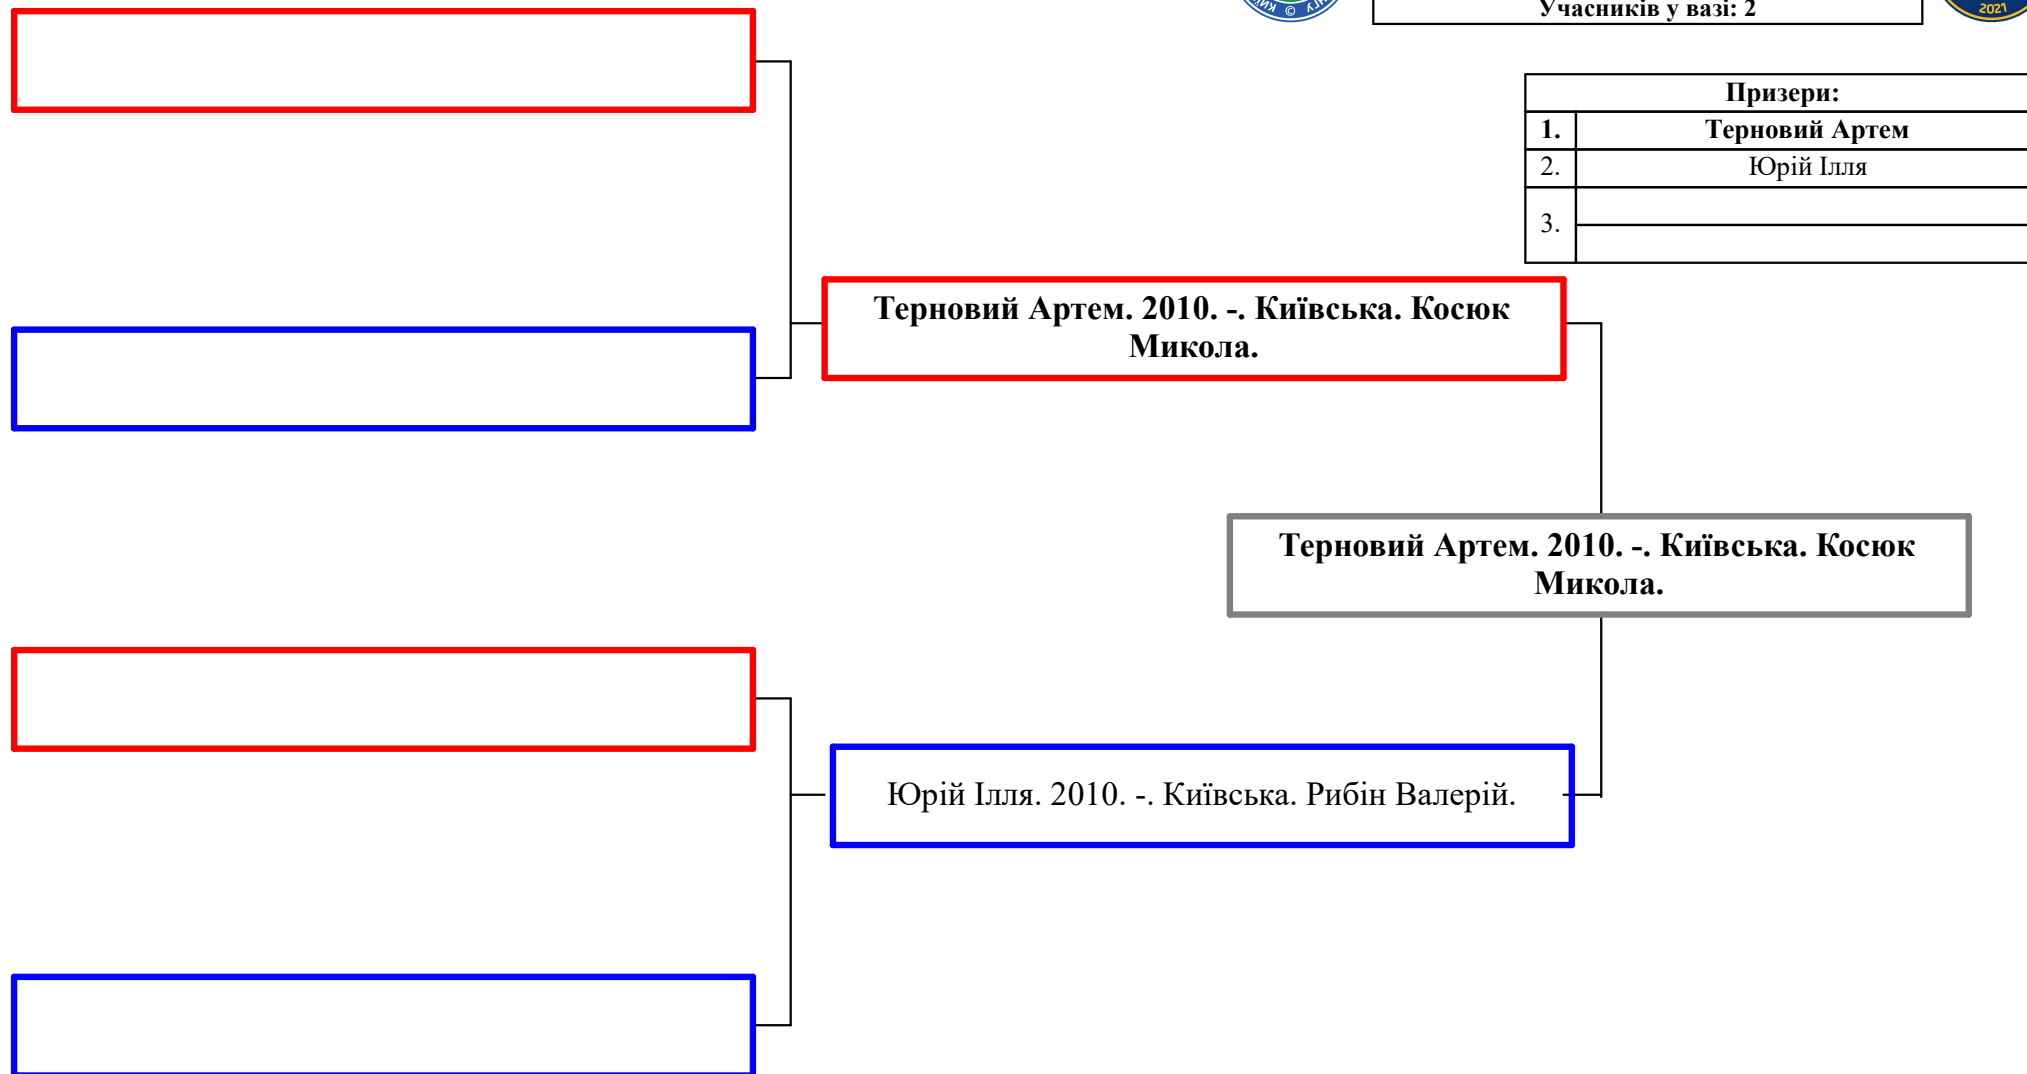 Учасників у вазі: 2
2021
Призери:
1. Терновий Артем
2. Юрій Ілля
3.
Терновий Артем. 2010. -. Київська. Косюк
Микола.
Терновий Артем. 2010. -. Київська. Косюк
Микола.
Юрій Ілля. 2010. -. Київська. Рибін Валерій.